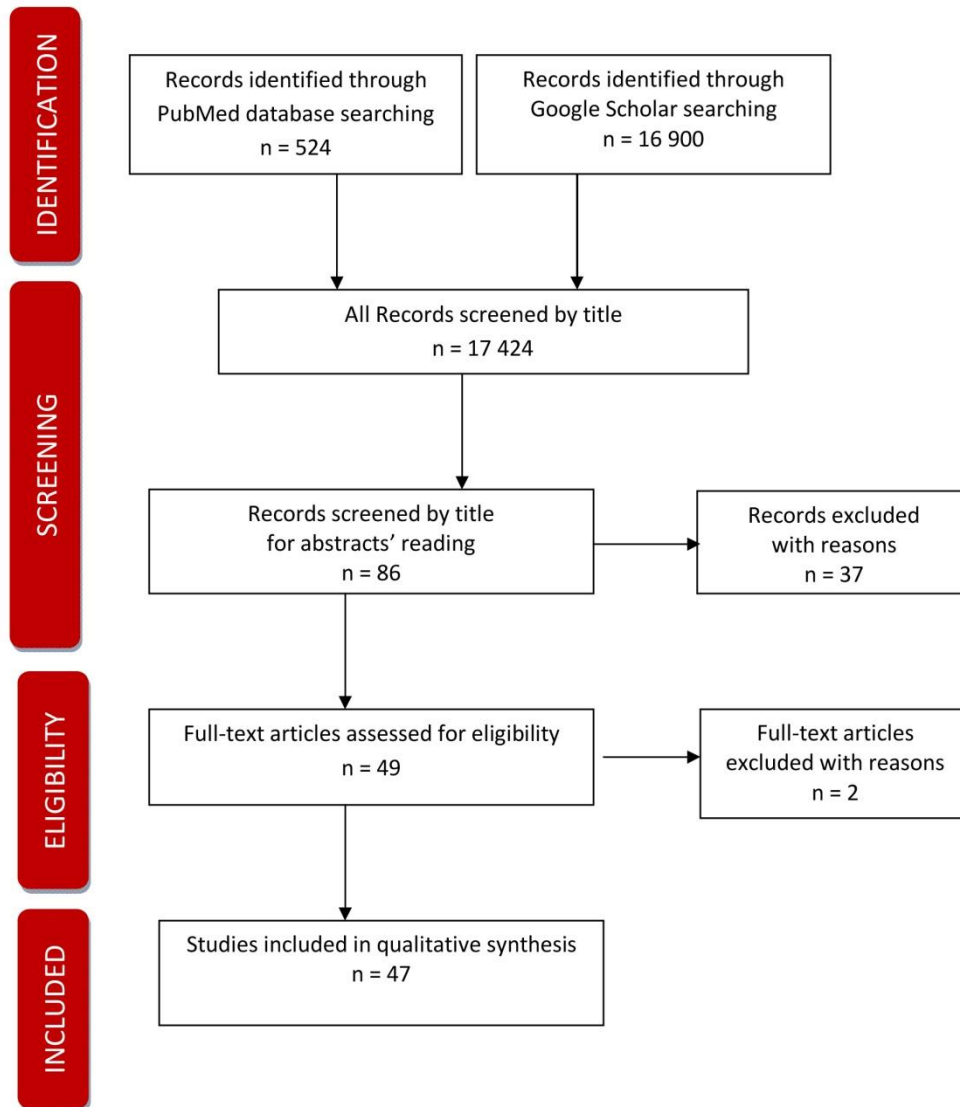 IDENTIFICATION
Records identified through
PubMed database searching
n = 524
Records identified through
Google Scholar searching
n = 16 900
SCREENING
All Records screened by title
n = 17 424
Records screened by title
for abstracts’ reading
n = 86
Records excluded
with reasons
n = 37
ELIGIBILITY
Full-text articles assessed for eligibility
n = 49
Full-text articles
excluded with reasons
n = 2
INCLUDED
Studies included in qualitative synthesis
n = 47